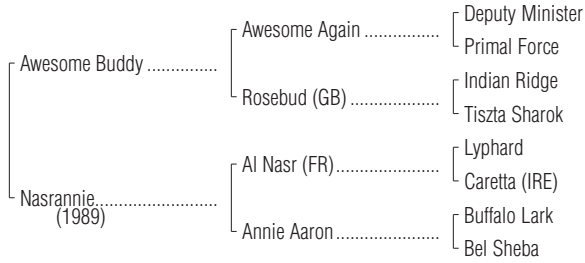 Deputy Minister
Awesome Again ................
Primal Force
Awesome Buddy ...............
Indian Ridge
Rosebud (GB) ...................
Tiszta Sharok
Lyphard
Al Nasr (FR)......................
Caretta (IRE)
Nasrannie..........................
(1989)
Buffalo Lark
Annie Aaron ......................
Bel Sheba